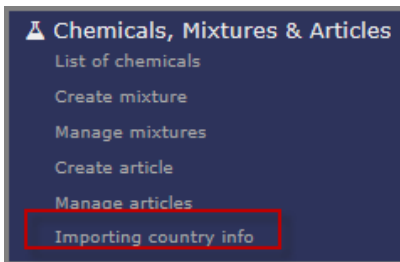 Chemicals, Mixtures & Articles
List of chemicals
Create mixture
Manage mixtures
Create article
Manage articles
Importing country info